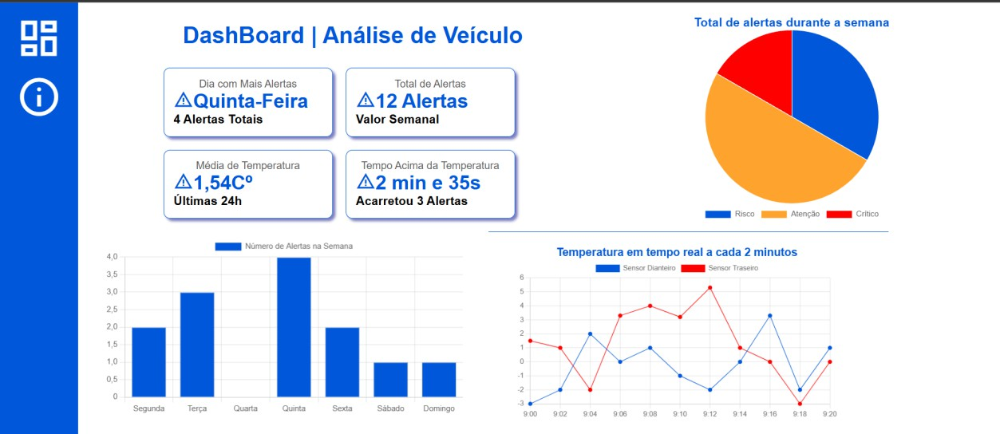 DashBoard | Análise de Veículo
Dia com Mais Alertas
Quinta-Feira
4 Alertas Totais
Total de Alertas
12 Alertas
Valor Semanal
Média de Temperatura
1,54Cº
Últimas 24h
Tempo Acima da Temperatura
2 min e 35s
Acarretou 3 Alertas
Total de alertas durante a semana
Risco Atenção Crítico
Número de Alertas na Semana
4,0
3,5
3,0
2,5
2,0
1,5
1,0
0,5
0
Segunda Terça Quarta Quinta Sexta Sábado Domingo
Temperatura em tempo real a cada 2 minutos
Sensor Dianteiro Sensor Traseiro
6
5
4
3
2
1
0
-1
-2
-3
9:00 9:02 9:04 9:06 9:08 9:10 9:12 9:14 9:16 9:18 9:20